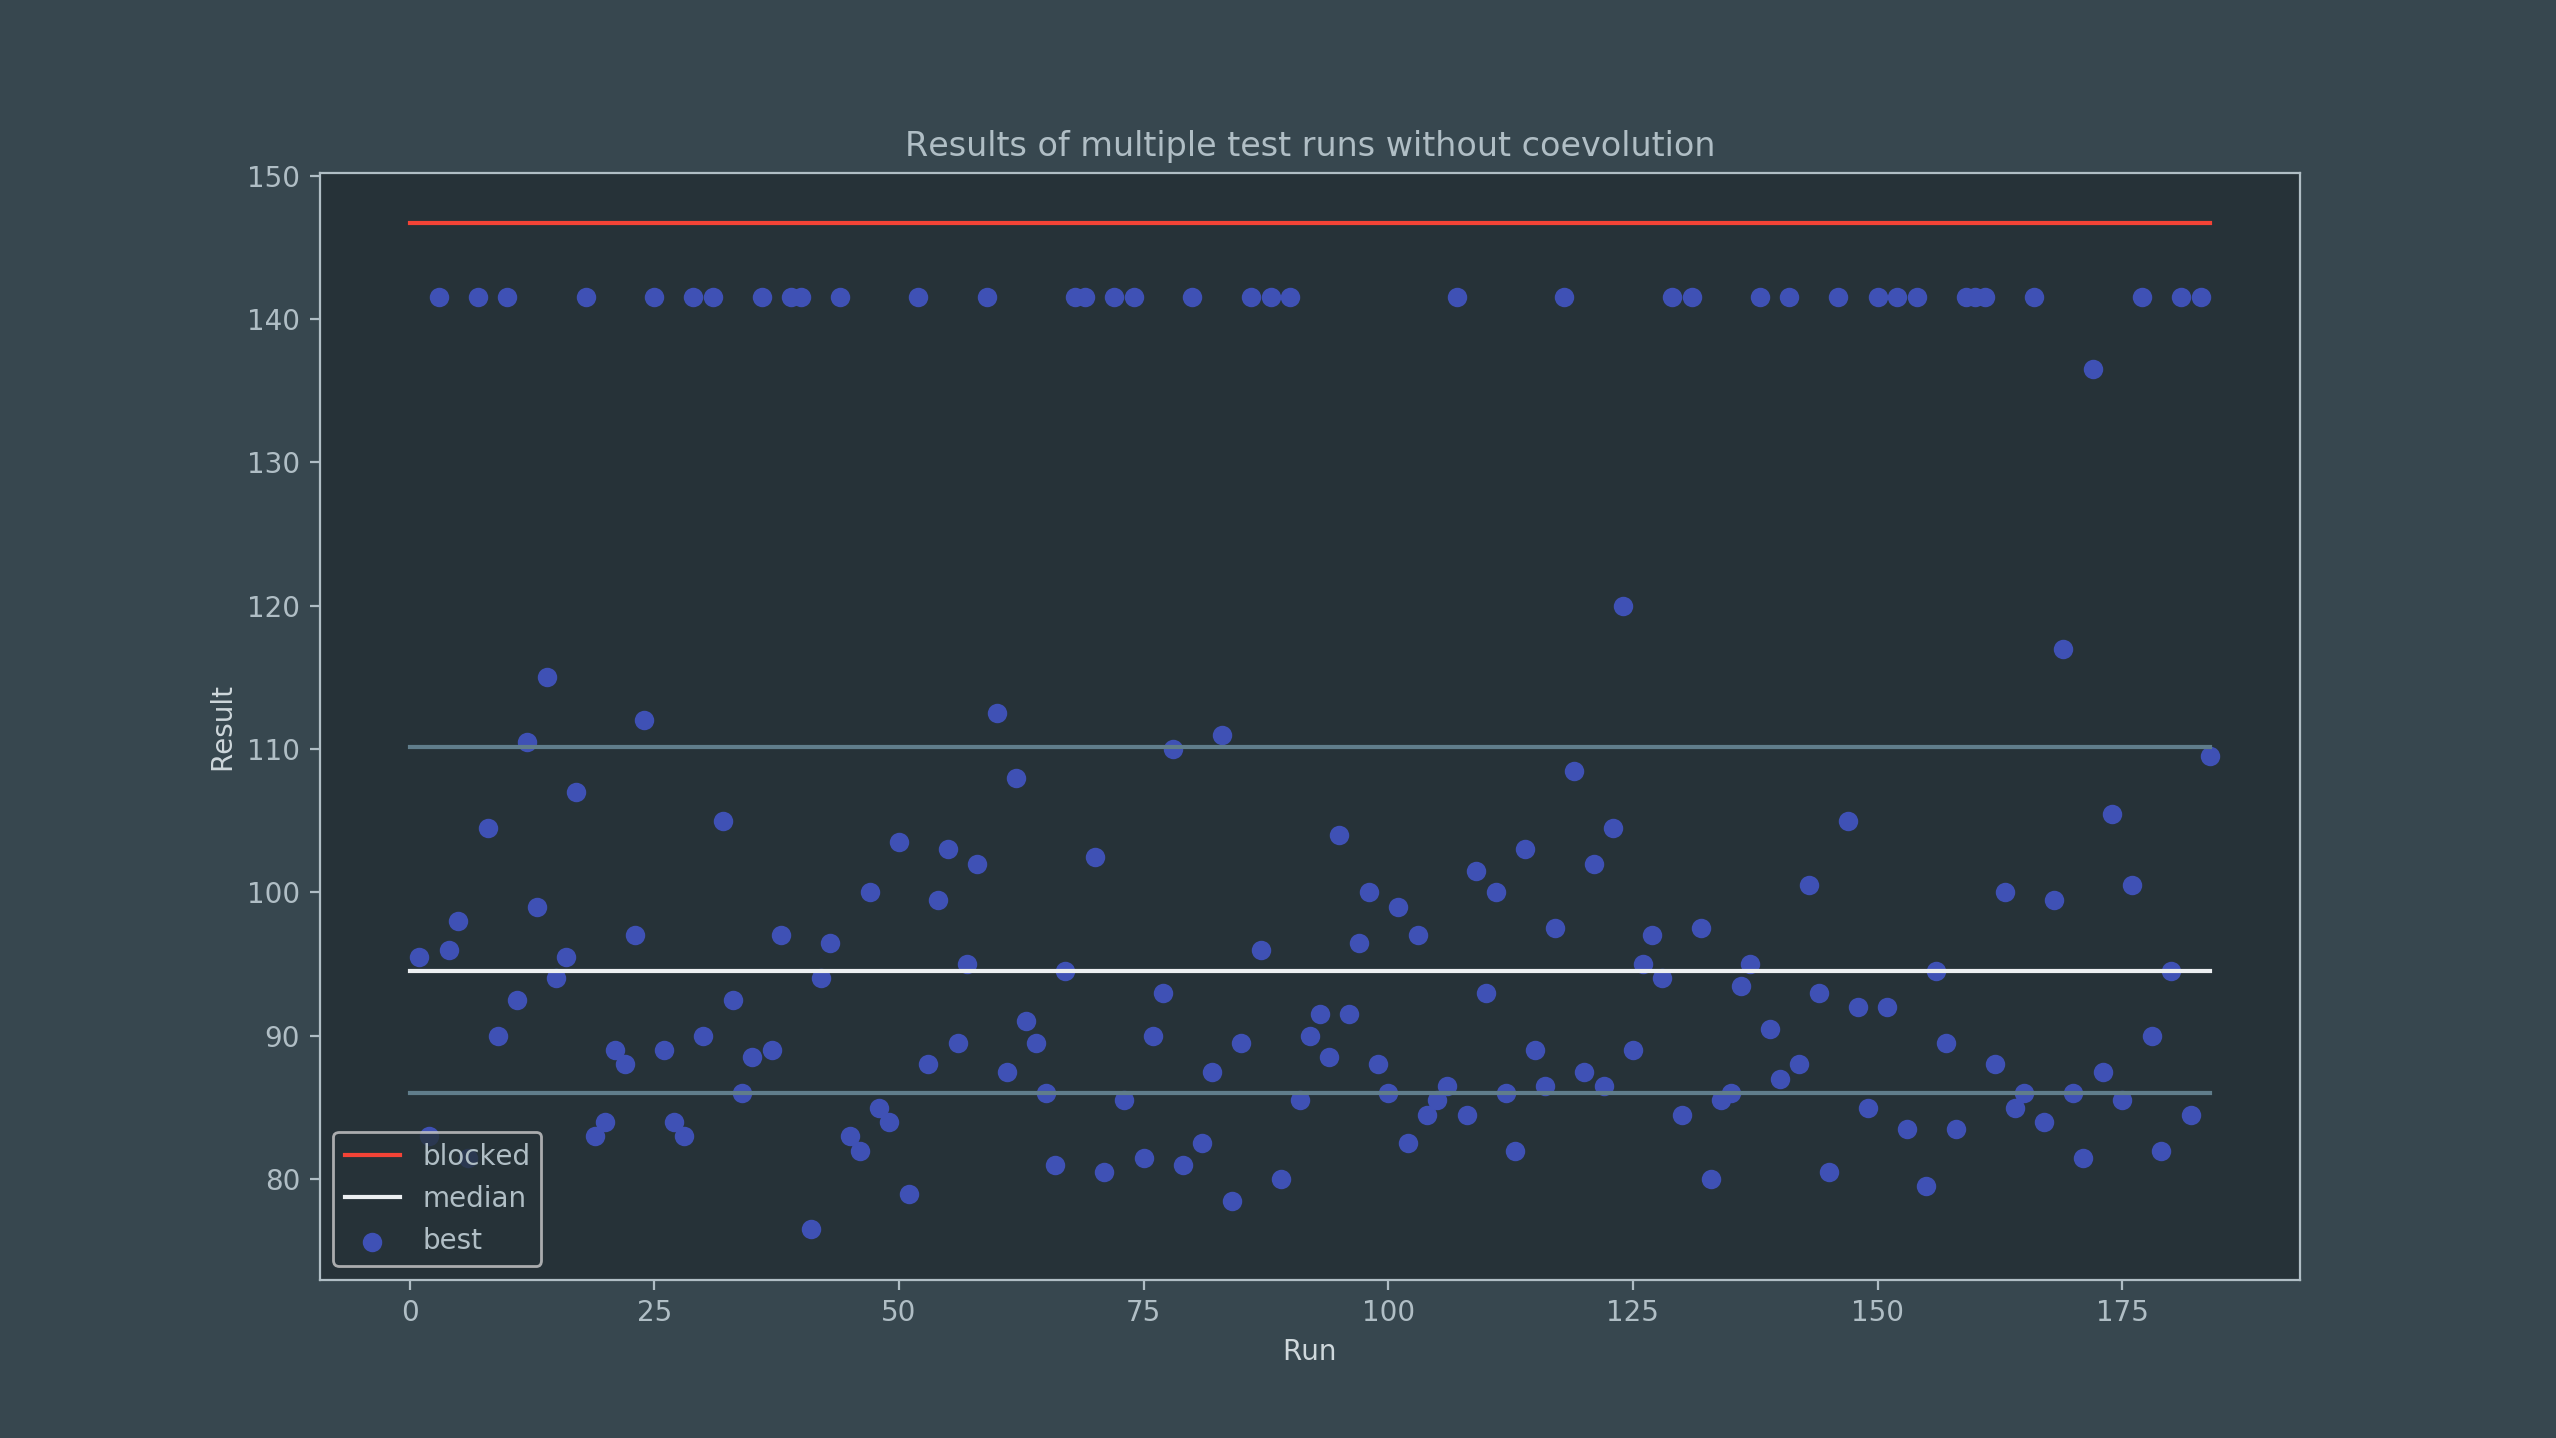 Results of multiple test runs without coevolution
150
140
130
120
110
100
90
80
Result
blocked
median
best
0 25 50 75 100 125 150 175
Run